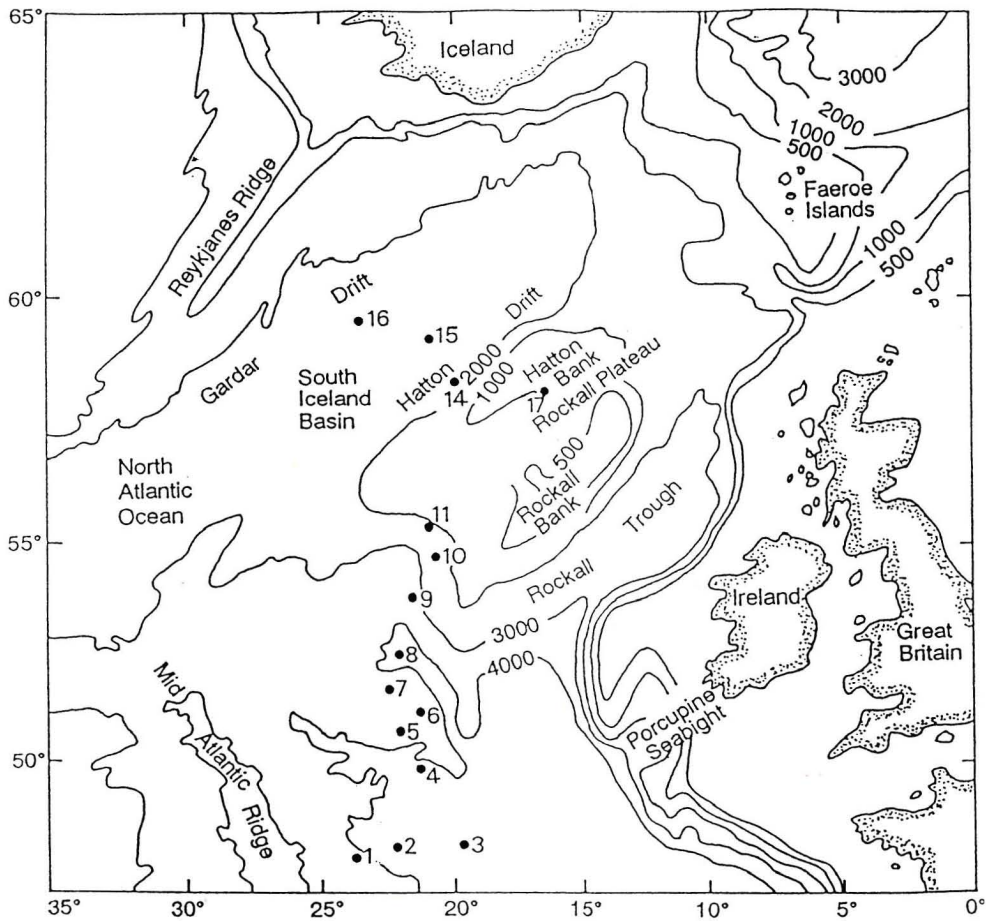 65°
Iceland
3000
2000
1000
500
Faeroe
Islands
Reykjanes Ridge
1000
500
60°
Drift
16
15
Drift
Gardar
South
Iceland
Basin
Hatton
2000
1000
14
Hatton
Bank
17
Rockall Plateau
500
Rockall
Bank
North
Atlantic
Ocean
Trough
11
55°
10
Rockall
9
Ireland
3000
Great
Britain
8
4000
Mid
Atlantic
Ridge
7
6
5
Porcupine
Seabight
50°
4
1
2
3
35°
30°
25°
20°
15°
10°
5°
0°